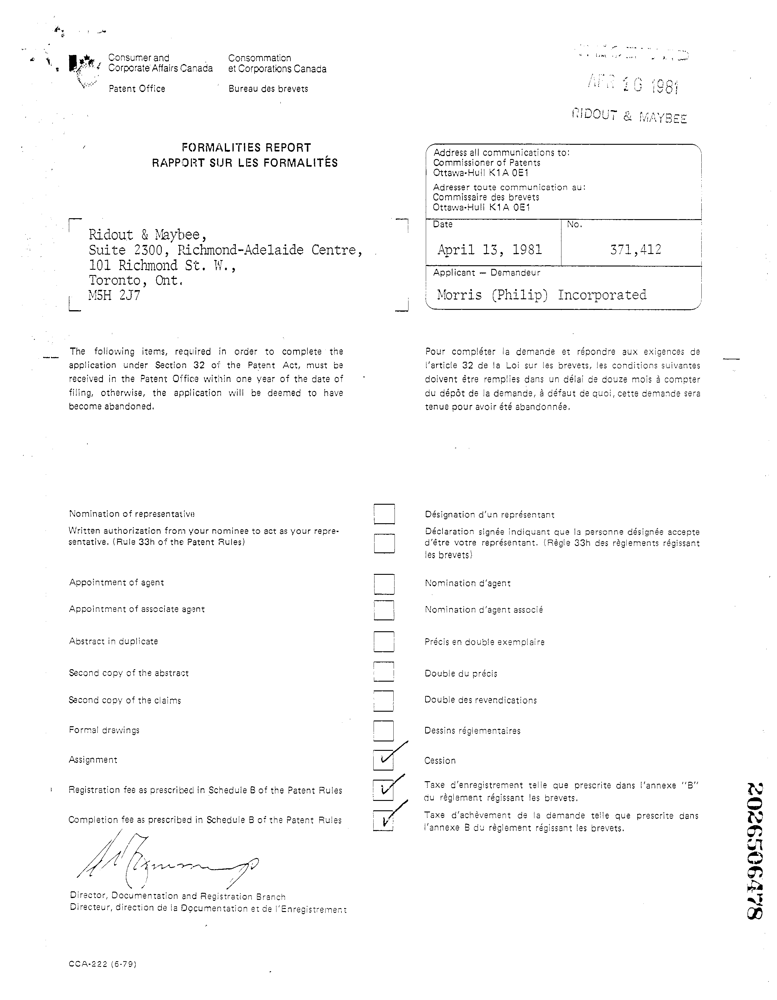 Consumer and
Corporate Affairs Canada
Patent Office
Consommation
et Corporations Canada
Bureau des brevets
APR 10 1981
RIDOUT & MAYBEE
FORMALITIES REPORT
RAPPORT SUR LES FORMALITÉS
Address all communications to:
Commissioner of Patents
Ottawa-Hull K1A 0E1
Adresser toute communication au:
Commissaire des brevets
Ottawa-Hull K1A 0E1
Date
No.
April 13, 1981
371,412
Applicant — Demandeur
Morris (Philip) Incorporated
Ridout & Maybee,
Suite 2300, Richmond-Adelaide Centre,
101 Richmond St. W.,
Toronto, Ont.
M5H 2J7
The following items, required in order to complete the
application under Section 32 of the Patent Act, must be
received in the Patent Office within one year of the date of
filing, otherwise, the application will be deemed to have
become abandoned.
Pour compléter la demande et répondre aux exigences de
l'article 32 de la Loi sur les brevets, les conditions suivantes
doivent être remplies dans un délai de douze mois à compter
du dépôt de la demande, à défaut de quoi, cette demande sera
tenue pour avoir été abandonnée.
Nomination of representative
Désignation d'un représentant
Written authorization from your nominee to act as your repre-
sentative. (Rule 33h of the Patent Rules)
Déclaration signée indiquant que la personne désignée accepte
d'être votre représentant. (Règle 33h des règlements régissant
les brevets)
Appointment of agent
Nomination d'agent
Appointment of associate agent
Nomination d'agent associé
Abstract in duplicate
Précis en double exemplaire
Second copy of the abstract
Double du précis
Second copy of the claims
Double des revendications
Formal drawings
Dessins réglementaires
Assignment
Cession
Registration fee as prescribed in Schedule B of the Patent Rules
Taxe d'enregistrement telle que prescrite dans l'annexe "B"
du règlement régissant les brevets.
Completion fee as prescribed in Schedule B of the Patent Rules
Taxe d'achèvement de la demande telle que prescrite dans
l'annexe B du règlement régissant les brevets.
Director, Documentation and Registration Branch
Directeur, direction de la Documentation et de l'Enregistrement
CCA-222 (6-79)
2026506478